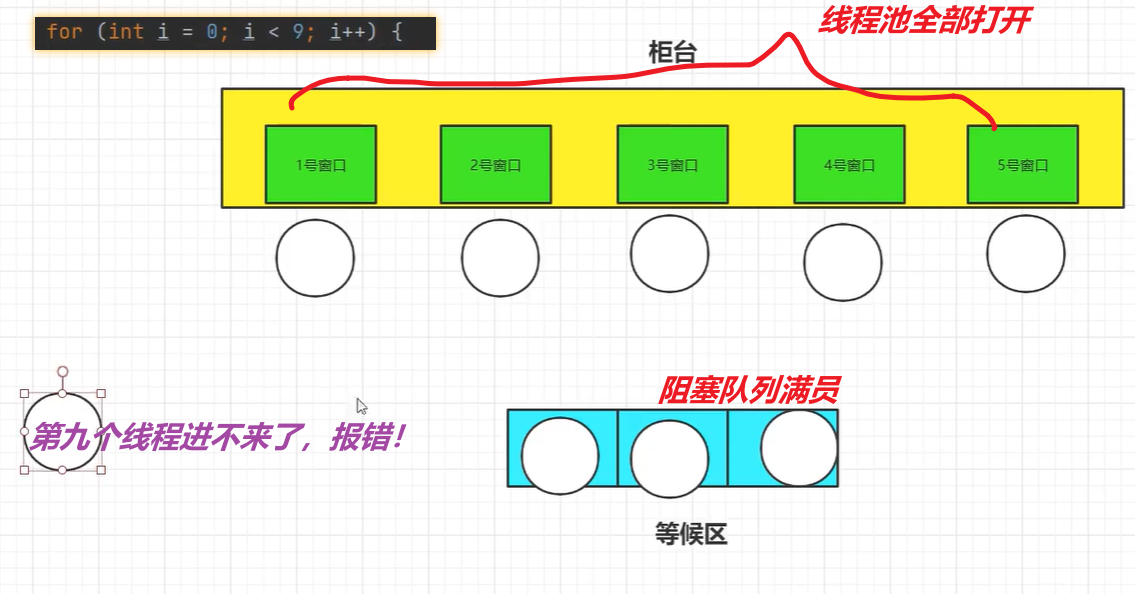 for (int i = 0; i < 9; i++) {
线程池全部打开
柜台
1号窗口
2号窗口
3号窗口
4号窗口
5号窗口
阻塞队列满员
第九个线程进不来了，报错！
等候区